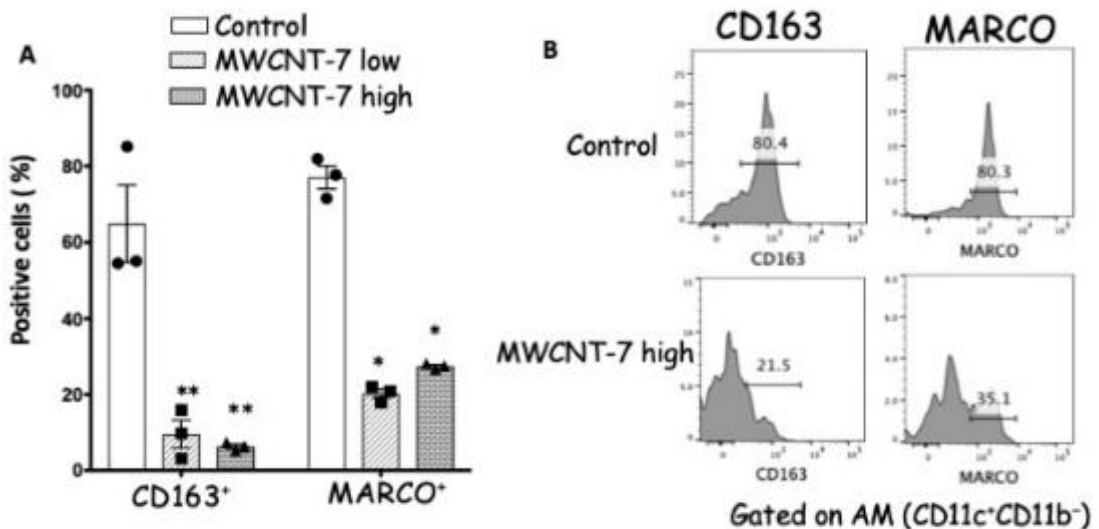 A
Control
MWCNT-7 low
MWCNT-7 high
Positive cells (%)
100
80
60
40
20
0
**
**
*
*
CD163⁺
MARCO⁺
B
CD163
MARCO
Control
80.4
CD163
80.3
MARCO
MWCNT-7 high
21.5
CD163
35.1
MARCO
Gated on AM (CD11c⁺CD11b⁻)